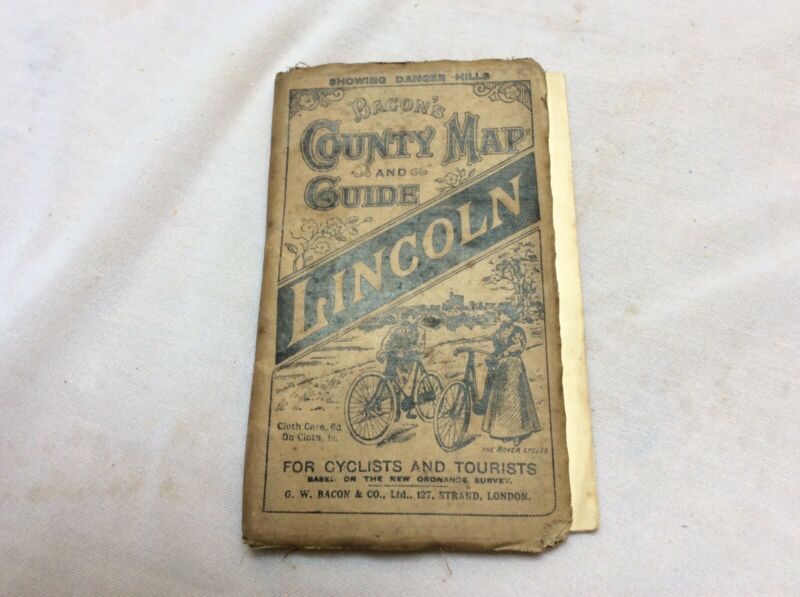 SHOWING DANGER HILLS
BACON'S
COUNTY MAP
AND
GUIDE
LINCOLN
Cloth Case, 6d
On Cloth, 1s.
THE ROVER CYCLES
FOR CYCLISTS AND TOURISTS
BASED ON THE NEW ORDNANCE SURVEY.
G. W. BACON & CO., Ltd., 127, STRAND, LONDON.